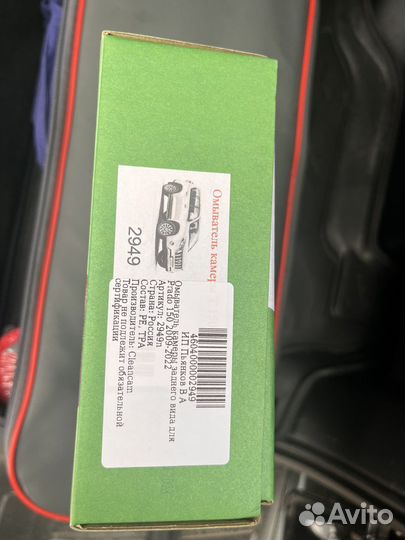 Омыватель камеры
2949
4604000002949
ИП Пьянков В А
Омыватель камеры заднего вида для
Prado 150 2009-2022
Артикул: 2949п
Страна: Россия
Состав: PE, TPA
Производитель: Cleancam
Товар не подлежит обязательной
сертификации
Avito